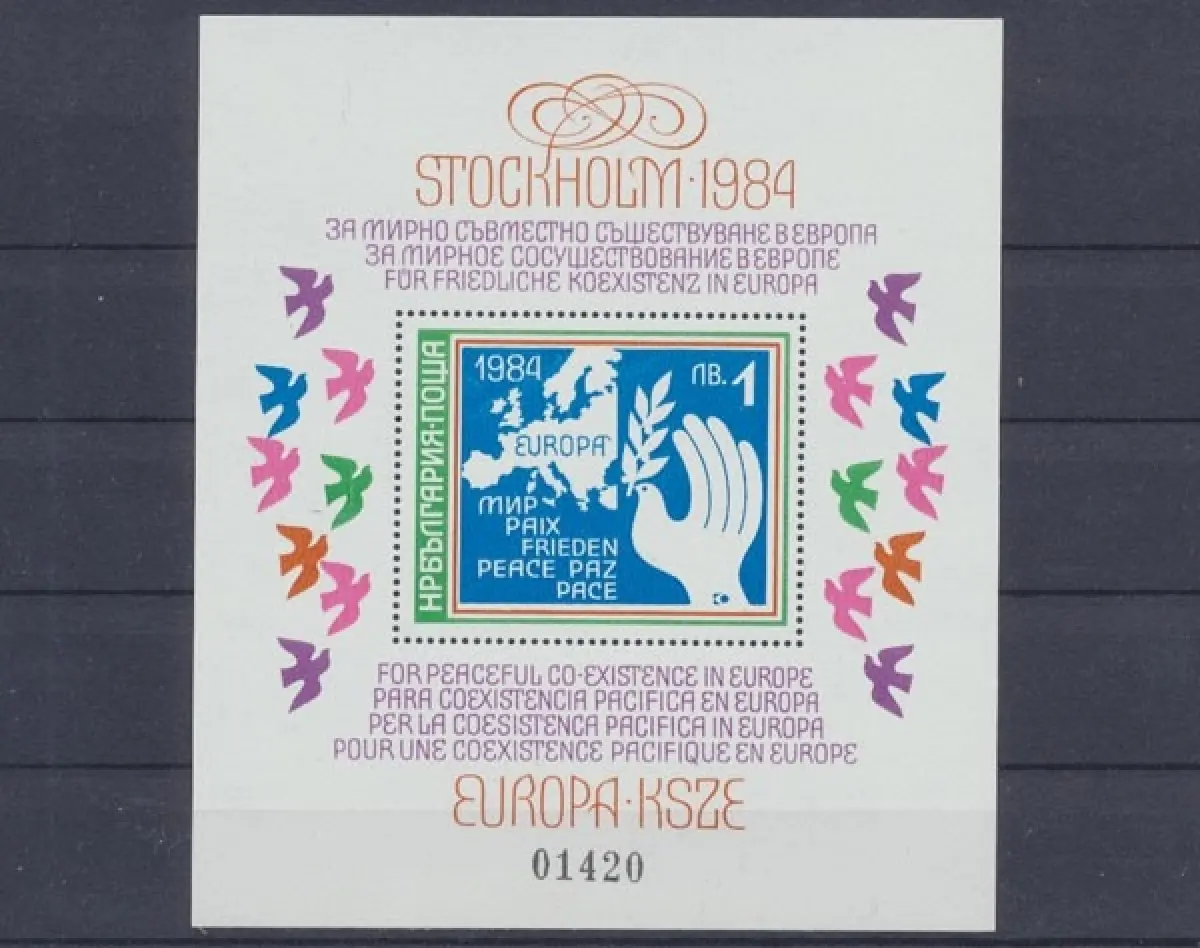 STOCKHOLM·1984
ЗА МИРНО СЪВМЕСТНО СЪЩЕСТВУВАНЕ В ЕВРОПА
ЗА МИРНОЕ СОСУЩЕСТВОВАНИЕ В ЕВРОПЕ
FÜR FRIEDLICHE KOEXISTENZ IN EUROPA
НРБЪЛГАРИЯ·ПОЩА
1984
ЛВ. 1
EUROPA
МИР
PAIX
FRIEDEN
PEACE PAZ
PACE
FOR PEACEFUL CO-EXISTENCE IN EUROPE
PARA COEXISTENCIA PACIFICA EN EUROPA
PER LA COESISTENCA PACIFICA IN EUROPA
POUR UNE COEXISTENCE PACIFIQUE EN EUROPE
EUROPA·KSZE
01420